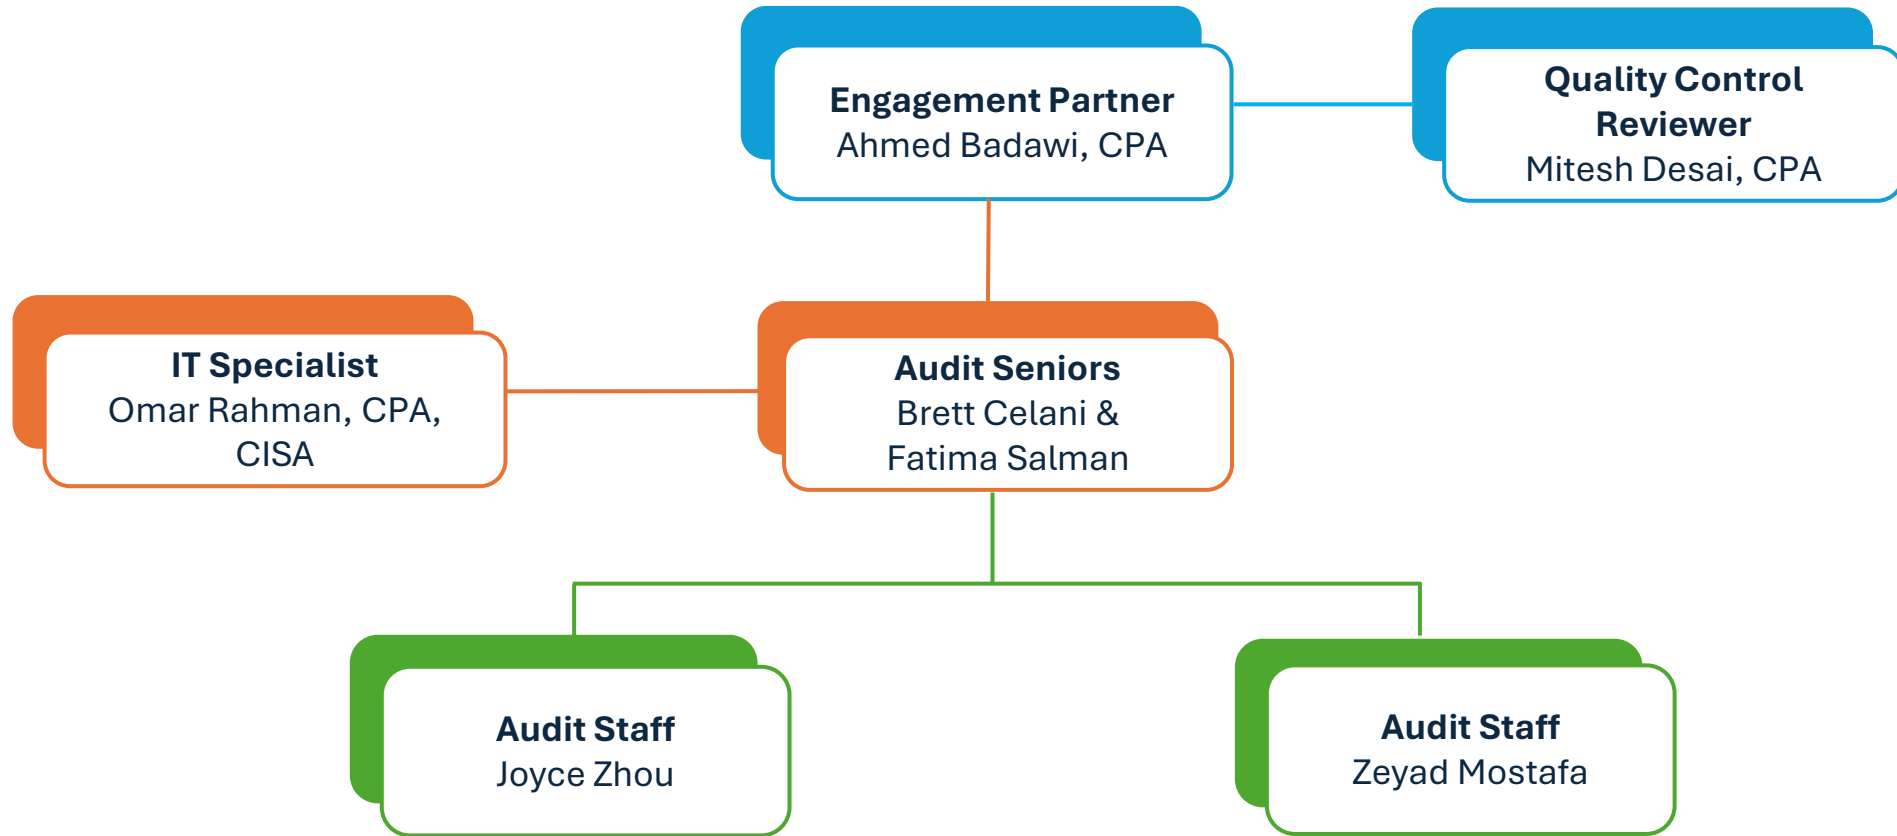 Engagement Partner
Ahmed Badawi, CPA
Quality Control
Reviewer
Mitesh Desai, CPA
IT Specialist
Omar Rahman, CPA,
CISA
Audit Seniors
Brett Celani &
Fatima Salman
Audit Staff
Joyce Zhou
Audit Staff
Zeyad Mostafa